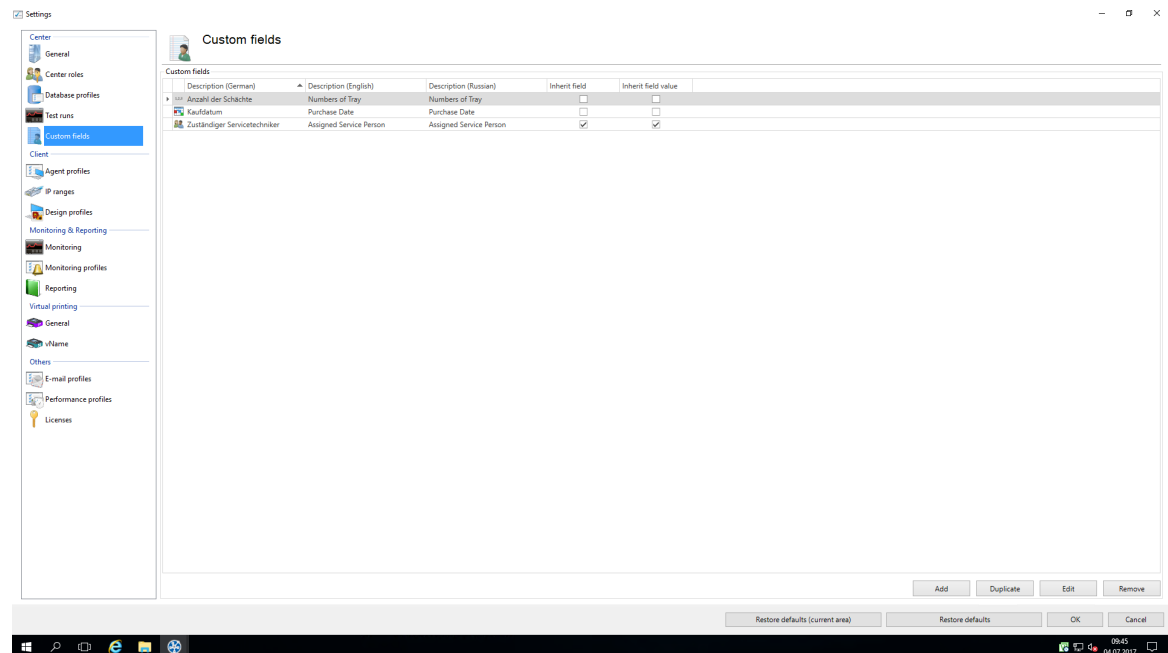 Settings
Center
General
Center roles
Database profiles
Test runs
Custom fields
Client
Agent profiles
IP ranges
Design profiles
Monitoring & Reporting
Monitoring
Monitoring profiles
Reporting
Virtual printing
General
vName
Others
E-mail profiles
Performance profiles
Licenses
Custom fields
Custom fields
Description (German) Description (English) Description (Russian) Inherit field Inherit field value
Anzahl der Schächte Numbers of Tray Numbers of Tray
Kaufdatum Purchase Date Purchase Date
Zuständiger Servicetechniker Assigned Service Person Assigned Service Person
Add Duplicate Edit Remove
Restore defaults (current area) Restore defaults OK Cancel
09:45
04.07.2017